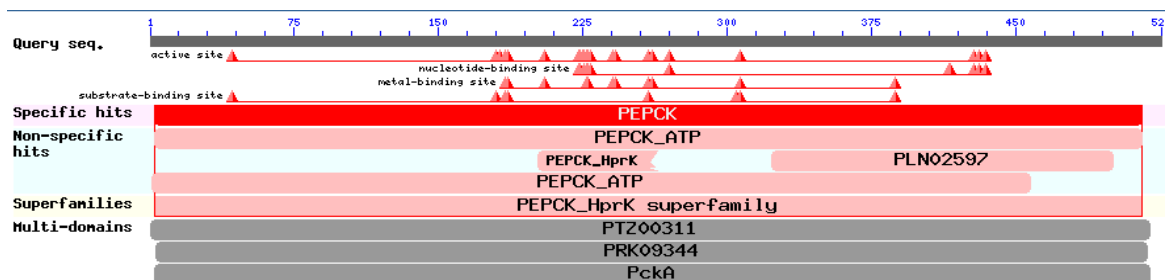 1 75 150 225 300 375 450 52
Query seq.
active site
nucleotide-binding site
metal-binding site
substrate-binding site
Specific hits PEPCK
Non-specific hits PEPCK_ATP
PEPCK_HprK PLN02597
PEPCK_ATP
Superfamilies PEPCK_HprK superfamily
Multi-domains PTZ00311
PRK09344
PckA